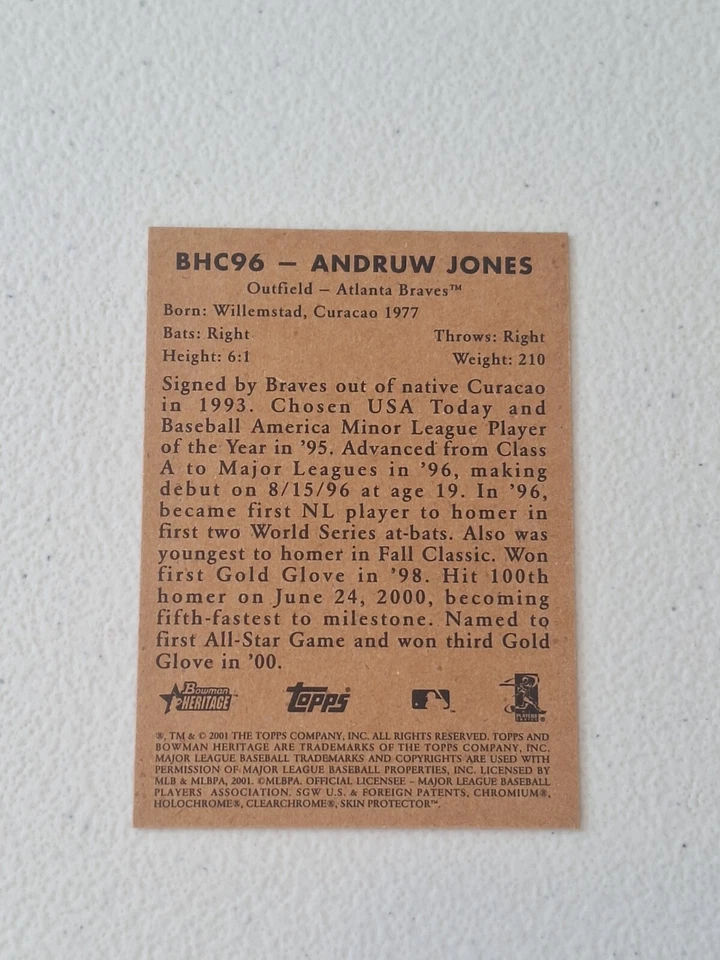 BHC96 – ANDRUW JONES
Outfield – Atlanta Braves™
Born: Willemstad, Curacao 1977
Bats: Right Throws: Right
Height: 6:1 Weight: 210
Signed by Braves out of native Curacao
in 1993. Chosen USA Today and
Baseball America Minor League Player
of the Year in '95. Advanced from Class
A to Major Leagues in '96, making
debut on 8/15/96 at age 19. In '96,
became first NL player to homer in
first two World Series at-bats. Also was
youngest to homer in Fall Classic. Won
first Gold Glove in '98. Hit 100th
homer on June 24, 2000, becoming
fifth-fastest to milestone. Named to
first All-Star Game and won third Gold
Glove in '00.
Bowman HERITAGE Topps PLAYERS ®
®, TM & © 2001 THE TOPPS COMPANY, INC. ALL RIGHTS RESERVED. TOPPS AND
BOWMAN HERITAGE ARE TRADEMARKS OF THE TOPPS COMPANY, INC.
MAJOR LEAGUE BASEBALL TRADEMARKS AND COPYRIGHTS ARE USED WITH
PERMISSION OF MAJOR LEAGUE BASEBALL PROPERTIES, INC. LICENSED BY
MLB & MLBPA, 2001. ©MLBPA. OFFICIAL LICENSEE – MAJOR LEAGUE BASEBALL
PLAYERS ASSOCIATION. SGW U.S. & FOREIGN PATENTS, CHROMIUM®,
HOLOCHROME®, CLEARCHROME®, SKIN PROTECTOR™.